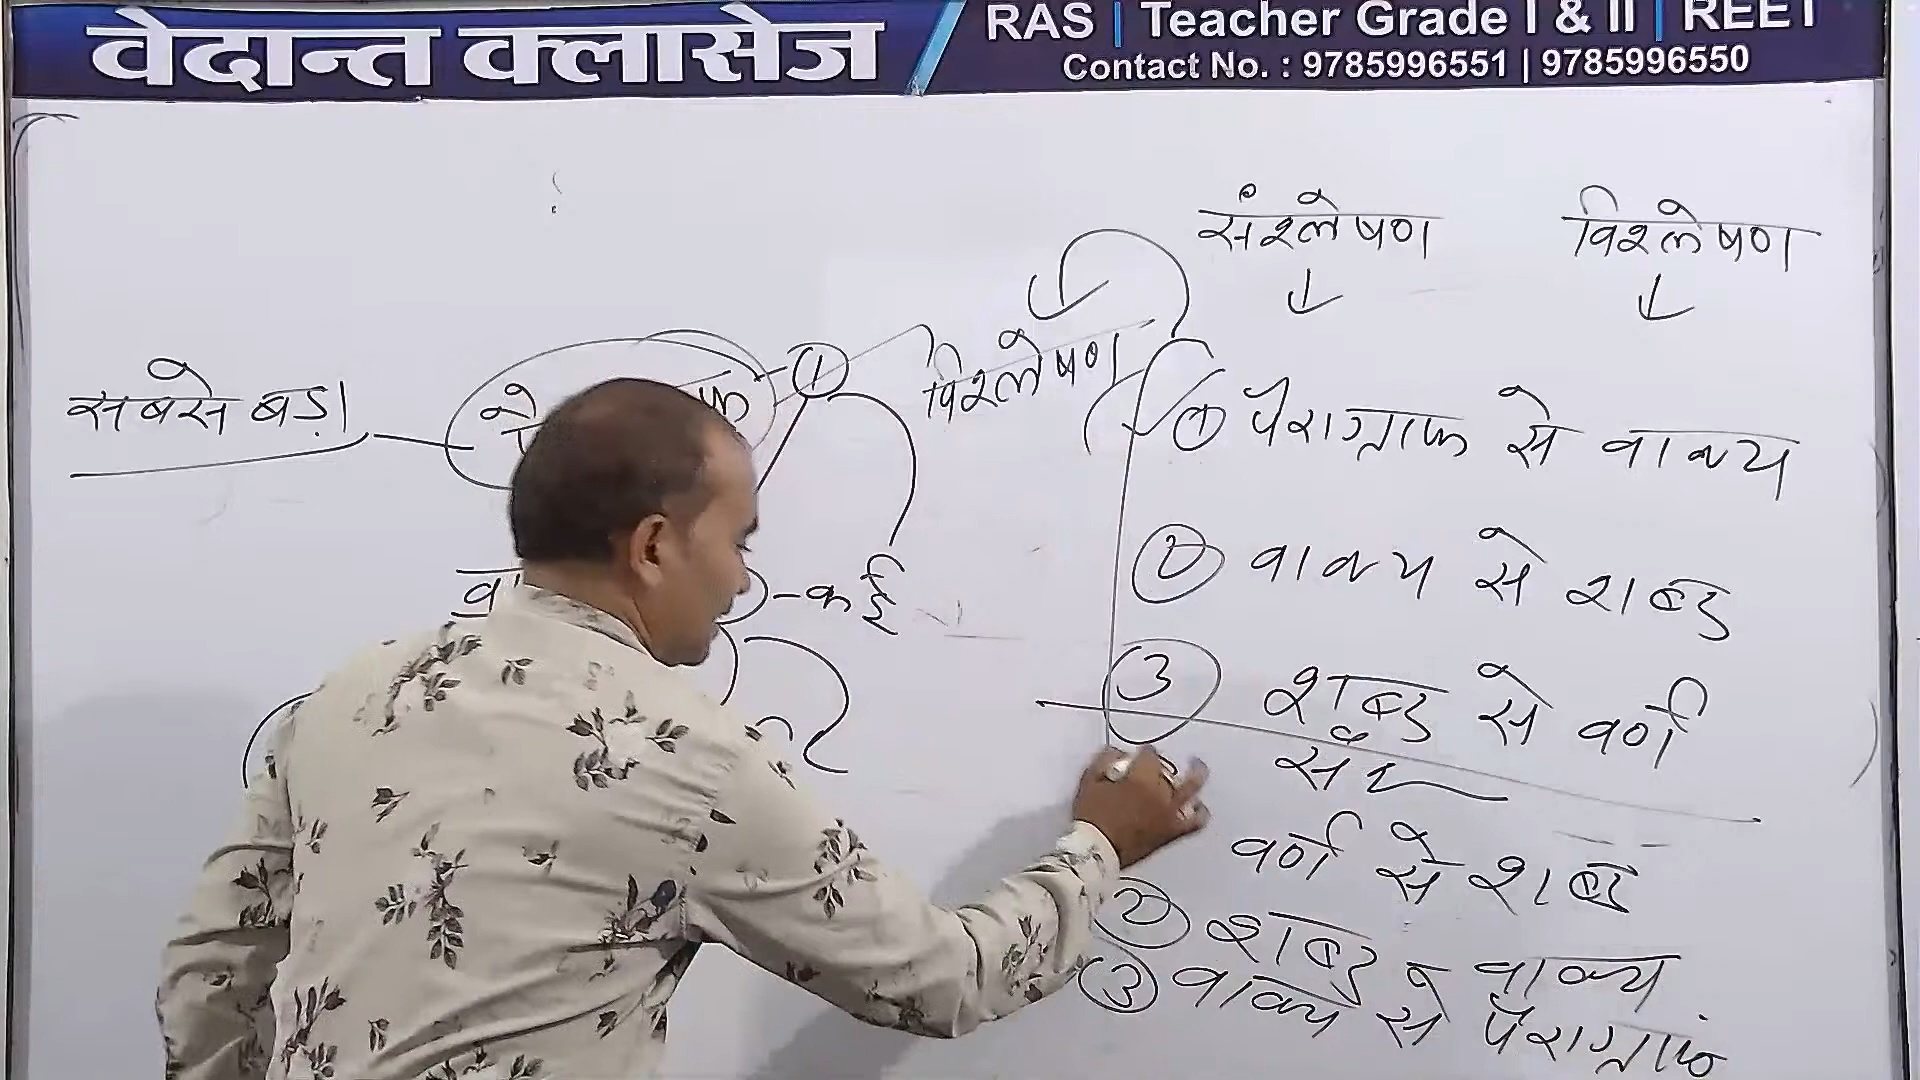 वेदान्त क्लासेज
RAS | Teacher Grade I & II | REET
Contact No. : 9785996551 | 9785996550
संश्लेषण विश्लेषण
विश्लेषण
सबसे बड़ा
1
① पैराग्राफ से वाक्य
② वाक्य से शब्द
- कई
③ शब्द से वर्ण
सं
वर्ण से शब्द
② शब्द से वाक्य
③ वाक्य से पैराग्राफ